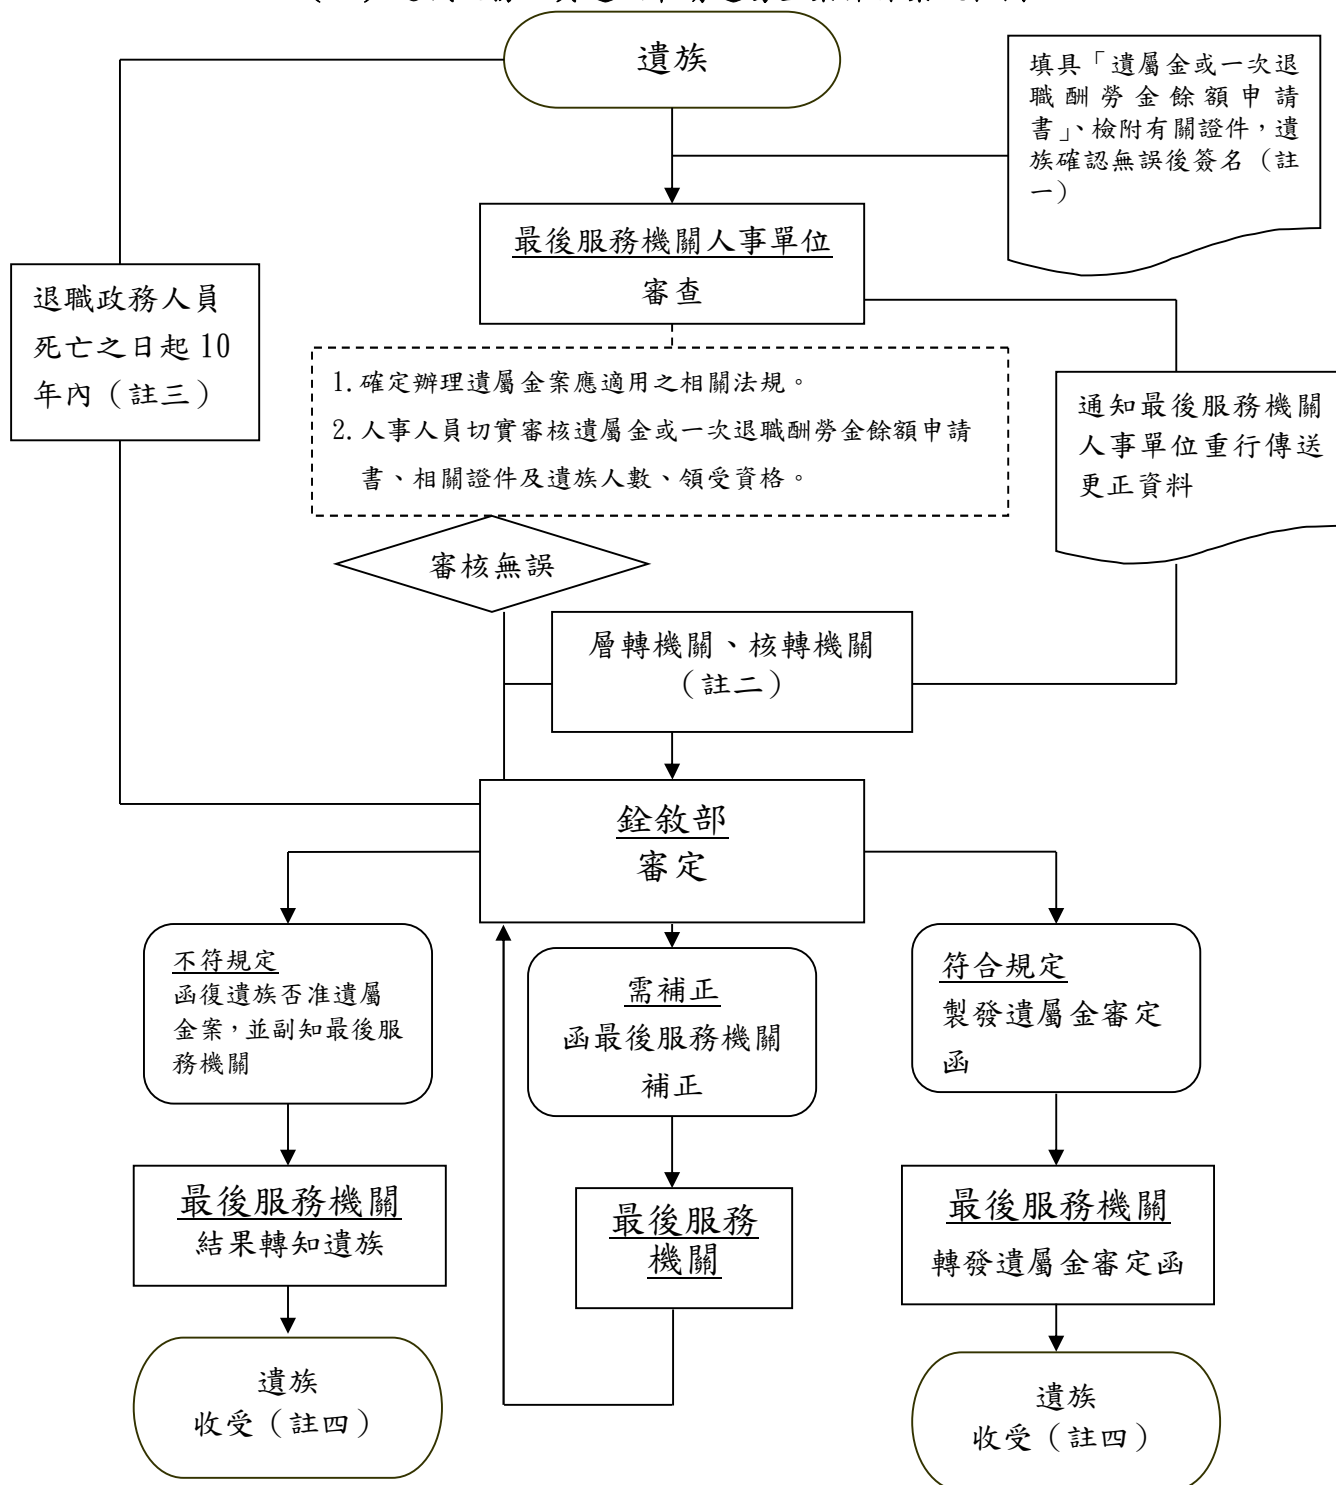 遺族
填具「遺屬金或一次退
職酬勞金餘額申請
書」、檢附有關證件，遺
族確認無誤後簽名（註
一）
最後服務機關人事單位
審查
退職政務人員
死亡之日起 10
年內（註三）
1.確定辦理遺屬金案應適用之相關法規。
2.人事人員切實審核遺屬金或一次退職酬勞金餘額申請
書、相關證件及遺族人數、領受資格。
通知最後服務機關
人事單位重行傳送
更正資料
審核無誤
層轉機關、核轉機關
（註二）
銓敘部
審定
不符規定
函復遺族否准遺屬
金案，並副知最後服
務機關
需補正
函最後服務機關
補正
符合規定
製發遺屬金審定
函
最後服務機關
結果轉知遺族
最後服務
機關
最後服務機關
轉發遺屬金審定函
遺族
收受（註四）
遺族
收受（註四）